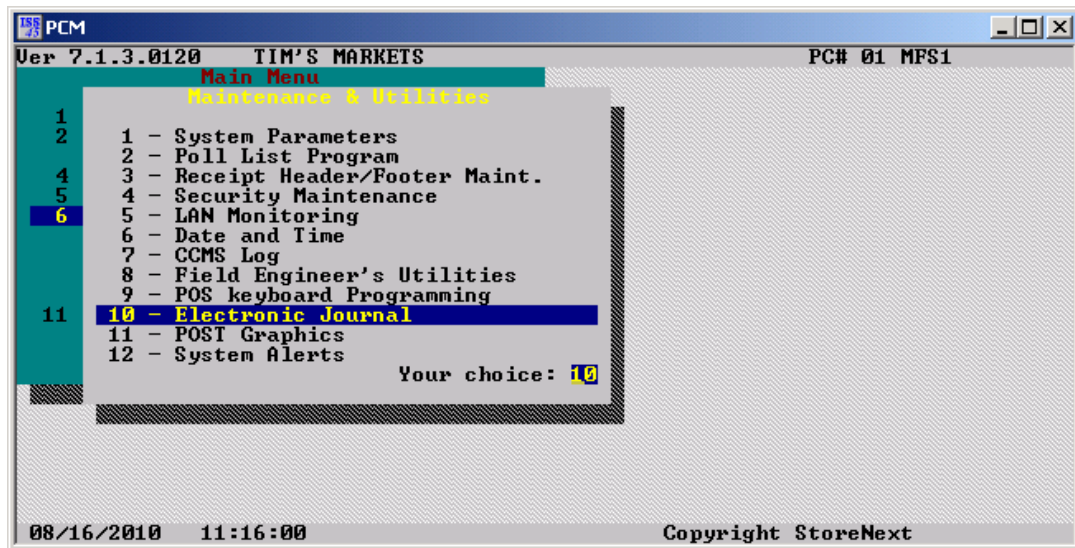 ISS 45 PCM
Ver 7.1.3.0120 TIM'S MARKETS PC# 01 MFS1
Main Menu
Maintenance & Utilities
1
2 1 - System Parameters
2 - Poll List Program
4 3 - Receipt Header/Footer Maint.
5 4 - Security Maintenance
6 5 - LAN Monitoring
6 - Date and Time
7 - CCMS Log
8 - Field Engineer's Utilities
9 - POS keyboard Programming
11 10 - Electronic Journal
11 - POST Graphics
12 - System Alerts
Your choice: 10
08/16/2010 11:16:00 Copyright StoreNext